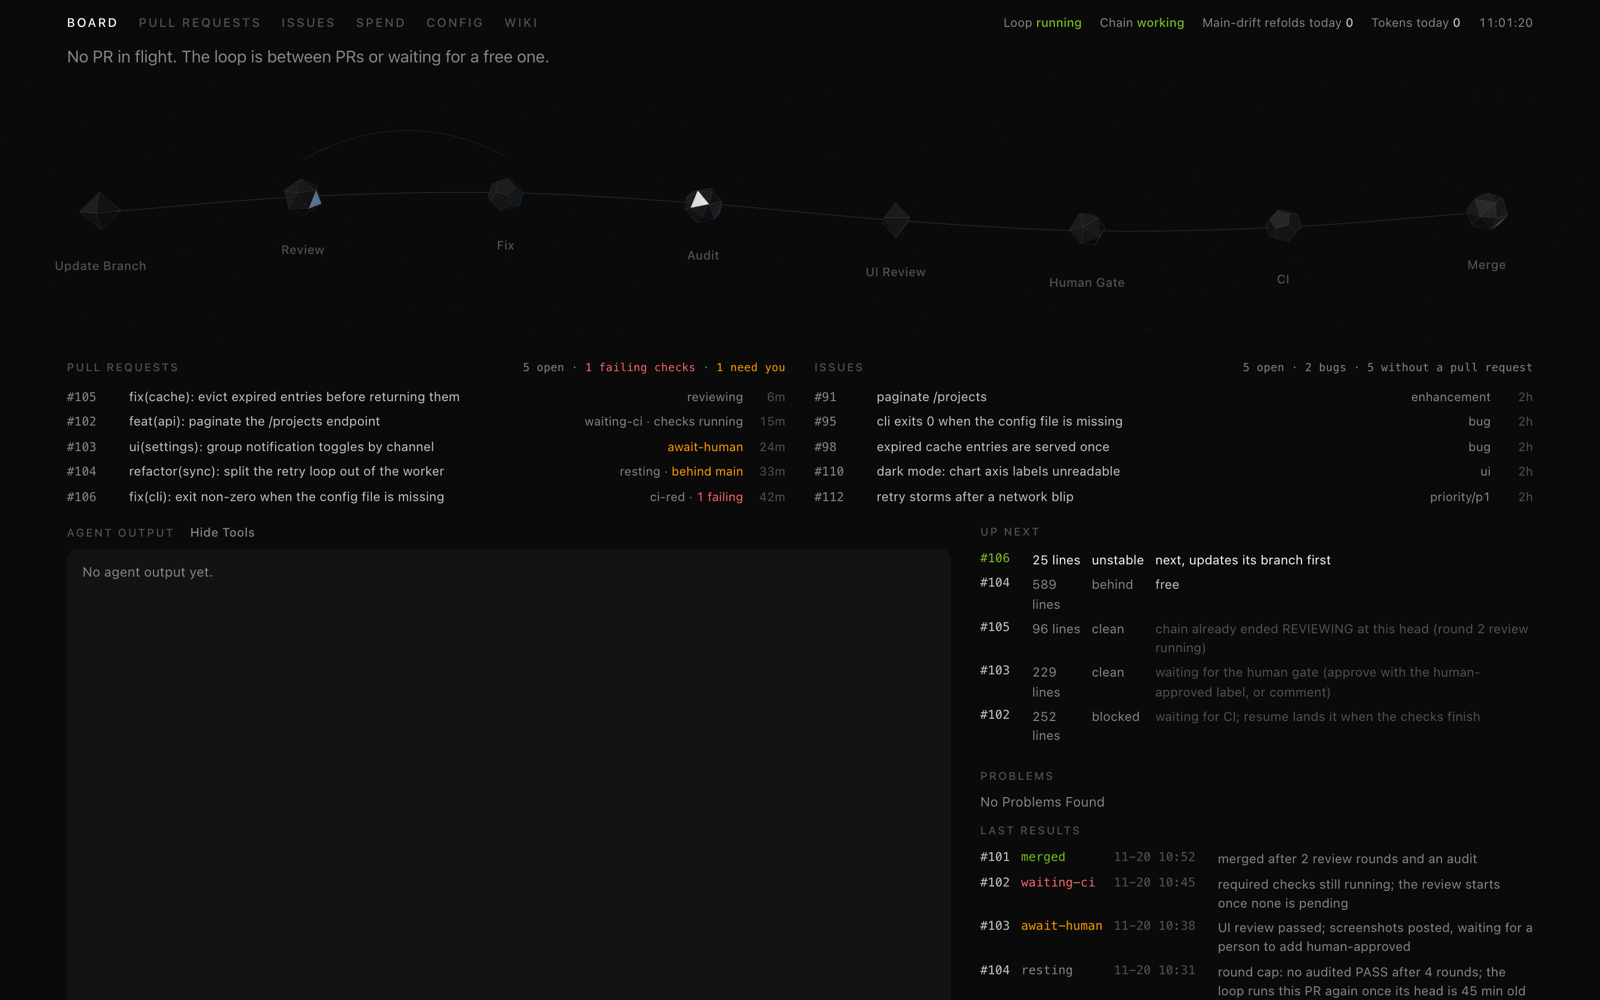 BOARD PULL REQUESTS ISSUES SPEND CONFIG WIKI
Loop running Chain working Main-drift refolds today 0 Tokens today 0 11:01:20
No PR in flight. The loop is between PRs or waiting for a free one.
Update Branch
Review
Fix
Audit
UI Review
Human Gate
CI
Merge
PULL REQUESTS 5 open · 1 failing checks · 1 need you
#105 fix(cache): evict expired entries before returning them reviewing 6m
#102 feat(api): paginate the /projects endpoint waiting-ci · checks running 15m
#103 ui(settings): group notification toggles by channel await-human 24m
#104 refactor(sync): split the retry loop out of the worker resting · behind main 33m
#106 fix(cli): exit non-zero when the config file is missing ci-red · 1 failing 42m
ISSUES 5 open · 2 bugs · 5 without a pull request
#91 paginate /projects enhancement 2h
#95 cli exits 0 when the config file is missing bug 2h
#98 expired cache entries are served once bug 2h
#110 dark mode: chart axis labels unreadable ui 2h
#112 retry storms after a network blip priority/p1 2h
AGENT OUTPUT Hide Tools
No agent output yet.
UP NEXT
#106 25 lines unstable next, updates its branch first
#104 589 lines behind free
#105 96 lines clean chain already ended REVIEWING at this head (round 2 review
running)
#103 229 lines clean waiting for the human gate (approve with the human-
approved label, or comment)
#102 252 lines blocked waiting for CI; resume lands it when the checks finish
PROBLEMS
No Problems Found
LAST RESULTS
#101 merged 11-20 10:52 merged after 2 review rounds and an audit
#102 waiting-ci 11-20 10:45 required checks still running; the review starts
once none is pending
#103 await-human 11-20 10:38 UI review passed; screenshots posted, waiting for a
person to add human-approved
#104 resting 11-20 10:31 round cap: no audited PASS after 4 rounds; the
loop runs this PR again once its head is 45 min old